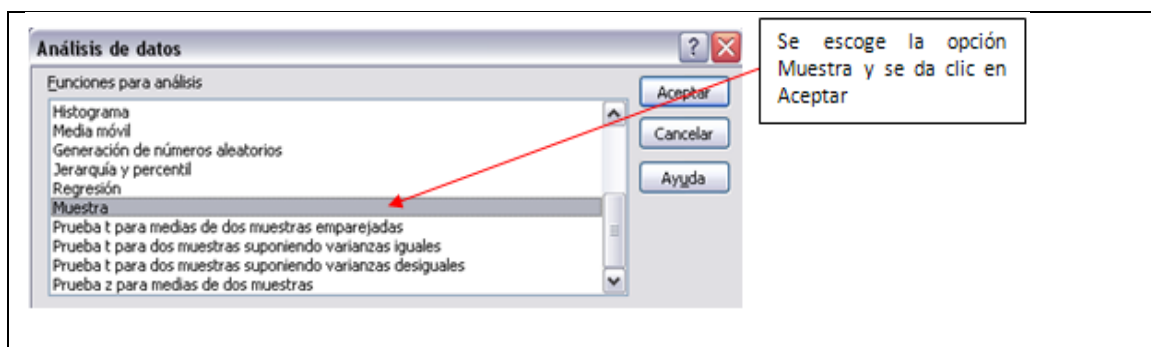 Análisis de datos
Funciones para análisis
Histograma
Media móvil
Generación de números aleatorios
Jerarquía y percentil
Regresión
Muestra
Prueba t para medias de dos muestras emparejadas
Prueba t para dos muestras suponiendo varianzas iguales
Prueba t para dos muestras suponiendo varianzas desiguales
Prueba z para medias de dos muestras
?
Aceptar
Cancelar
Ayuda
Se escoge la opción
Muestra y se da clic en
Aceptar